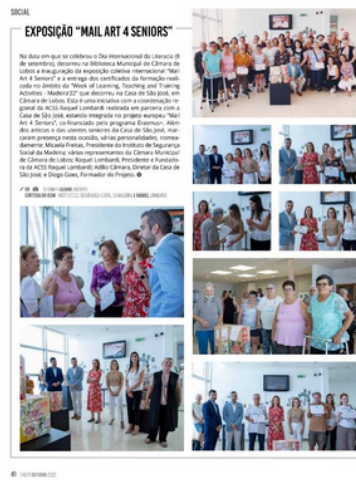 SOCIAL
EXPOSIÇÃO "MAIL ART 4 SENIORS"
Na data em que se celebrou o Dia Internacional da Literacia (8
de setembro), decorreu na Biblioteca Municipal de Câmara de
Lobos a inauguração da exposição coletiva internacional "Mail
Art 4 Seniors" e a entrega dos certificados da formação reali-
zada no âmbito da "Week of Learning, Teaching and Training
Activities - Madeira'22" que decorreu na Casa de São José, em
Câmara de Lobos. Esta é uma iniciativa com a coordenação re-
gional da ACSS Raquel Lombardi realizada em parceria com a
Casa de São José, estando integrada no projeto europeu "Mail
Art 4 Seniors", co-financiado pelo programa Erasmus+. Além
dos artistas e das utentes seniores da Casa de São José, mar-
caram presença nesta ocasião, várias personalidades, nomea-
damente: Micaela Freitas, Presidente do Instituto de Segurança
Social da Madeira; várias representantes da Câmara Municipal
de Câmara de Lobos; Raquel Lombardi, Presidente e Fundado-
ra da ACSS Raquel Lombardi; Adílio Câmara, Diretor da Casa de
São José; e Diogo Goes, Formador do Projeto.